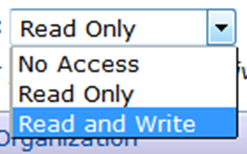 Read Only
No Access
Read Only
Read and Write
Organization